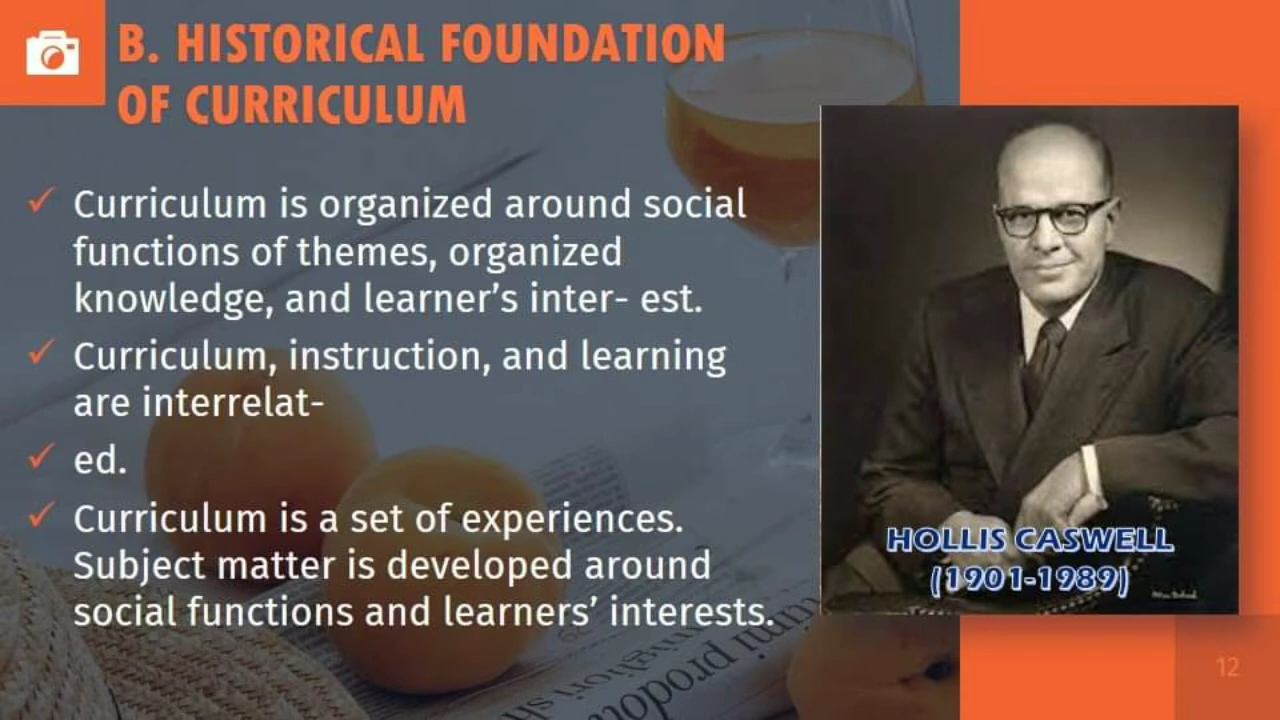 B. HISTORICAL FOUNDATION
OF CURRICULUM
Curriculum is organized around social
functions of themes, organized
knowledge, and learner’s inter- est.
Curriculum, instruction, and learning
are interrelat-
ed.
Curriculum is a set of experiences.
Subject matter is developed around
social functions and learners’ interests.
HOLLIS CASWELL
(1901-1989)
12